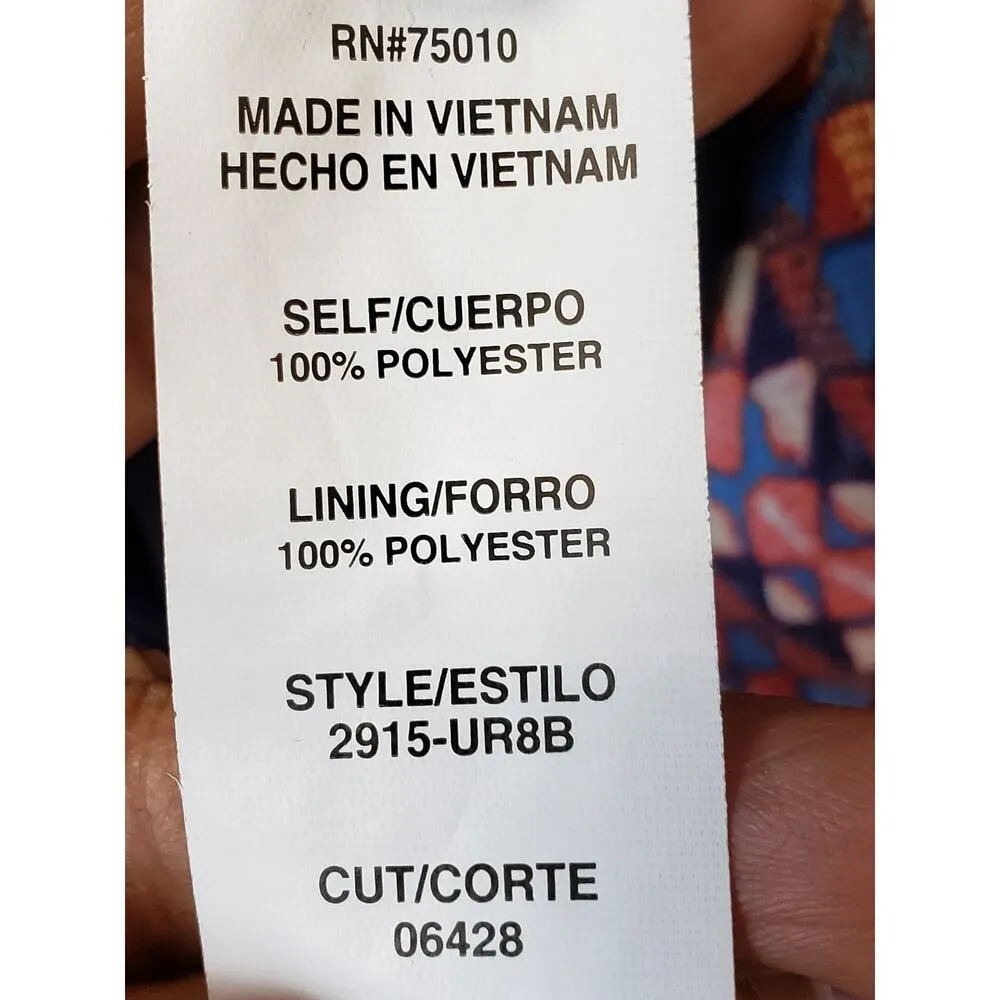 RN#75010
MADE IN VIETNAM
HECHO EN VIETNAM
SELF/CUERPO
100% POLYESTER
LINING/FORRO
100% POLYESTER
STYLE/ESTILO
2915-UR8B
CUT/CORTE
06428